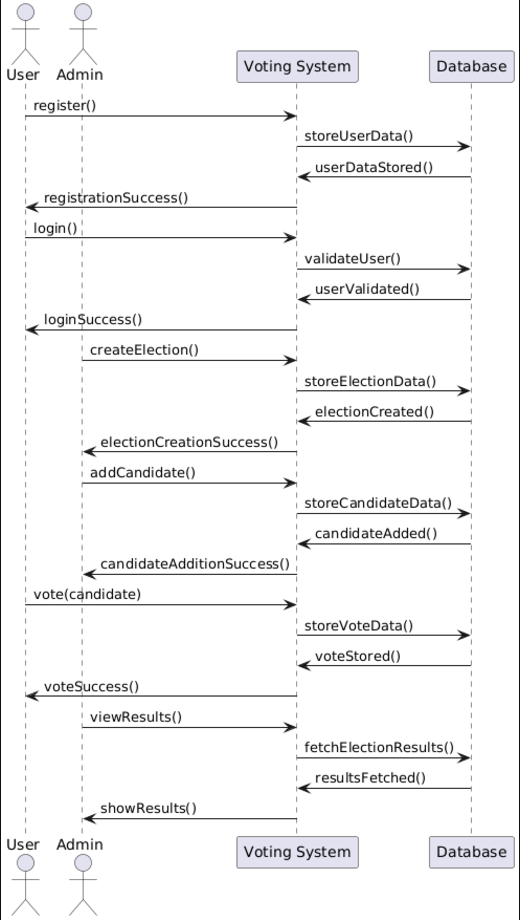 User Admin Voting System Database
register()
storeUserData()
userDataStored()
registrationSuccess()
login()
validateUser()
userValidated()
loginSuccess()
createElection()
storeElectionData()
electionCreated()
electionCreationSuccess()
addCandidate()
storeCandidateData()
candidateAdded()
candidateAdditionSuccess()
vote(candidate)
storeVoteData()
voteStored()
voteSuccess()
viewResults()
fetchElectionResults()
resultsFetched()
showResults()
User Admin Voting System Database